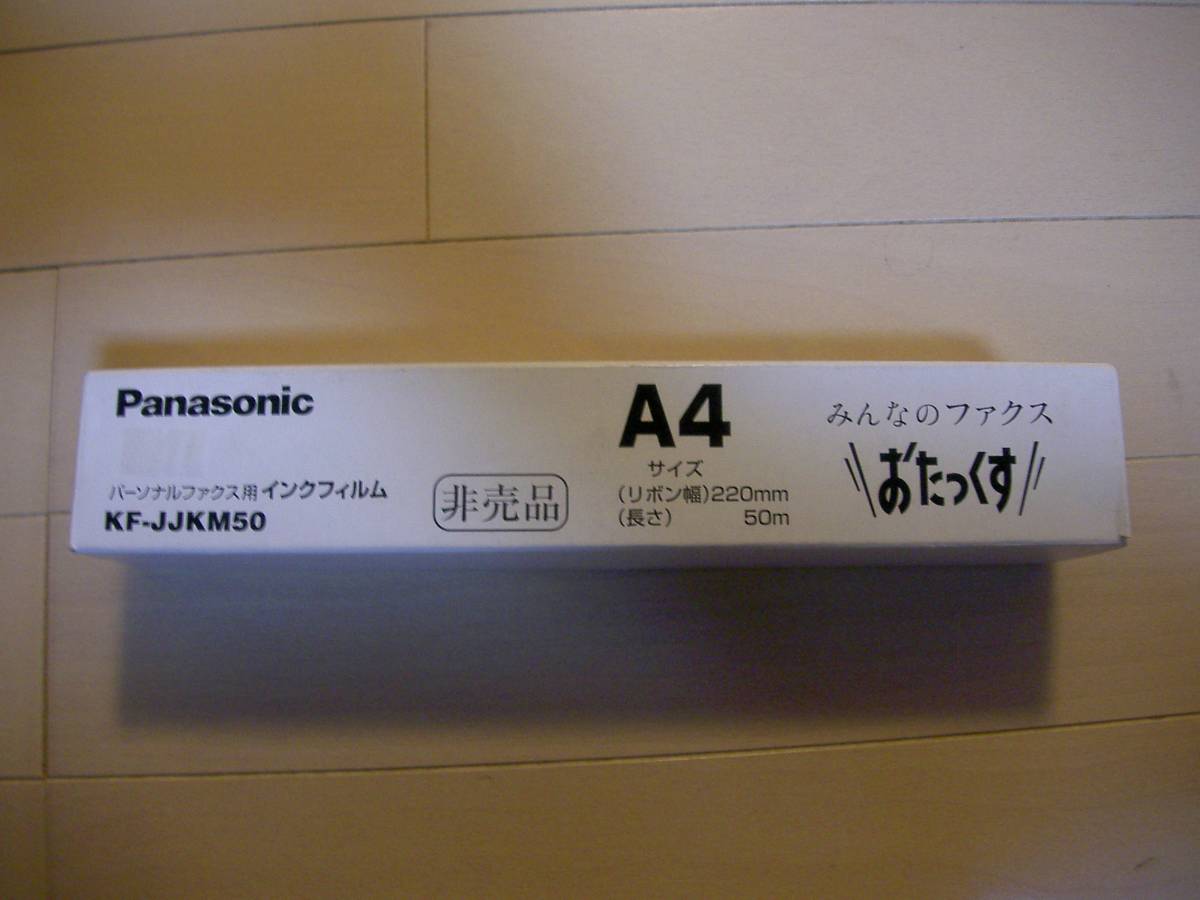 Panasonic
パーソナルファクス用 インクフィルム
KF-JJKM50
非売品
A4
サイズ
(リボン幅)220mm
(長さ) 50m
みんなのファクス
おたっくす